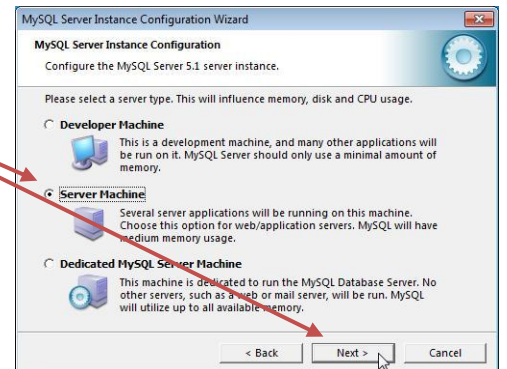 MySQL Server Instance Configuration Wizard
MySQL Server Instance Configuration
Configure the MySQL Server 5.1 server instance.
Please select a server type. This will influence memory, disk and CPU usage.
Developer Machine
This is a development machine, and many other applications will
be run on it. MySQL Server should only use a minimal amount of
memory.
Server Machine
Several server applications will be running on this machine.
Choose this option for web/application servers. MySQL will have
medium memory usage.
Dedicated MySQL Server Machine
This machine is dedicated to run the MySQL Database Server. No
other servers, such as a web or mail server, will be run. MySQL
will utilize up to all available memory.
< Back Next > Cancel